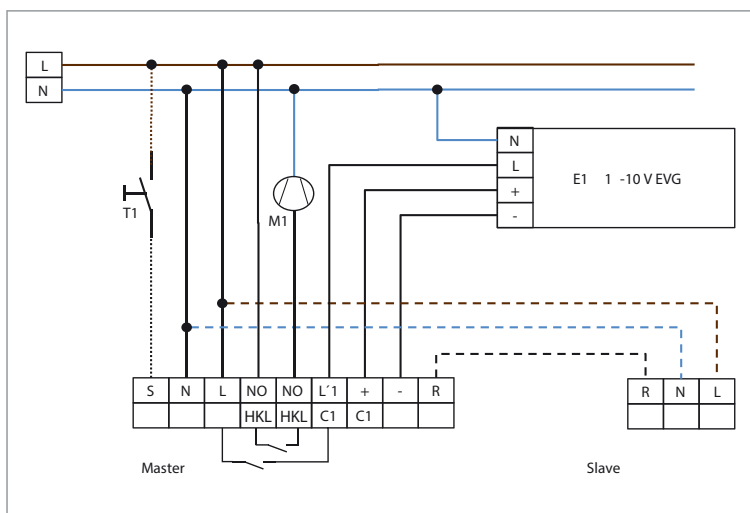 L
N
N
L
+
-
E1 1 -10 V EVG
T1
M1
S N L NO NO L´1 + - R
HKL HKL C1 C1
R N L
Master
Slave